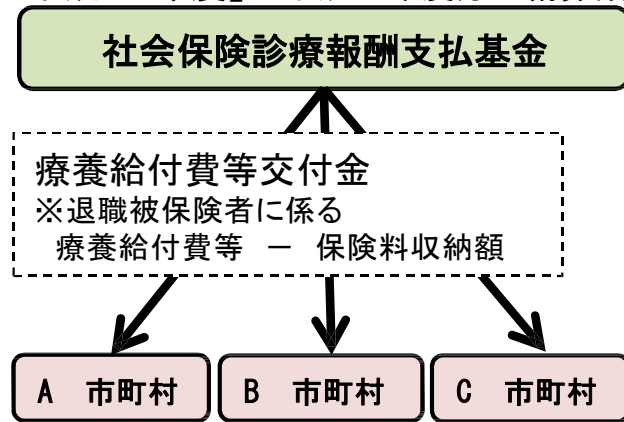 社会保険診療報酬支払基金
療養給付費等交付金
※退職被保険者に係る
療養給付費等 － 保険料収納額
A 市町村
B 市町村
C 市町村